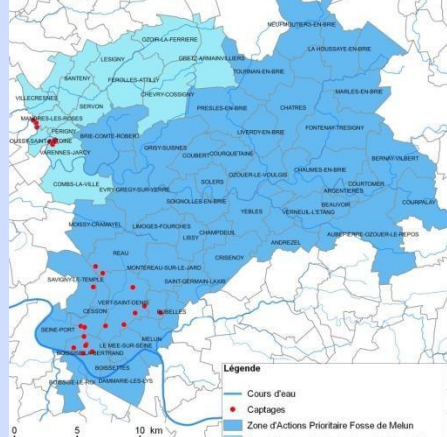 NEUFMOUTIERS-EN-BRIE
OZOIR-LA-FERRIERE
LA HOUSSAYE-EN-BRIE
LESIGNY
GRETZ-ARMAINVILLIERS
TOURNAN-EN-BRIE
SANTENY
FEROLLES-ATTILLY
MARLES-EN-BRIE
VILLECRESNES
CHEVRY-COSSIGNY
SERVON
PRESLES-EN-BRIE
CHATRES
MANDRES-LES-ROSES
FONTENAY-TRESIGNY
PERIGNY
BRIE-COMTE-ROBERT
LIVERDY-EN-BRIE
VARENNES-JARCY
GRISY-SUISNES
COUBERT
COURQUETAINE
BERNAY-VILBERT
CHAUMES-EN-BRIE
SOLERS
OZOUER-LE-VOULGIS
COURTOMER
COMBS-LA-VILLE
EVRY-GREGY-SUR-YERRE
ARGENTIERES
COURPALAY
SOIGNOLLES-EN-BRIE
BEAUVOIR
YEBLES
VERNEUIL-L'ETANG
MOISSY-CRAMAYEL
LIMOGES-FOURCHES
CHAMPDEUIL
AUBEPIERRE-OZOUER-LE-REPOS
LISSY
ANDREZEL
REAU
CRISENOY
MONTEREAU-SUR-LE-JARD
SAVIGNY-LE-TEMPLE
SAINT-GERMAIN-LAXIS
VERT-SAINT-DENIS
CESSON
RUBELLES
SEINE-PORT
MELUN
LE MEE-SUR-SEINE
BOISSISE-LA-BERTRAND
BOISSETTES
BOISSISE-LE-ROI
DAMMARIE-LES-LYS
Légende
Cours d'eau
Captages
Zone d'Actions Prioritaire Fosse de Melun
0 5 10 km